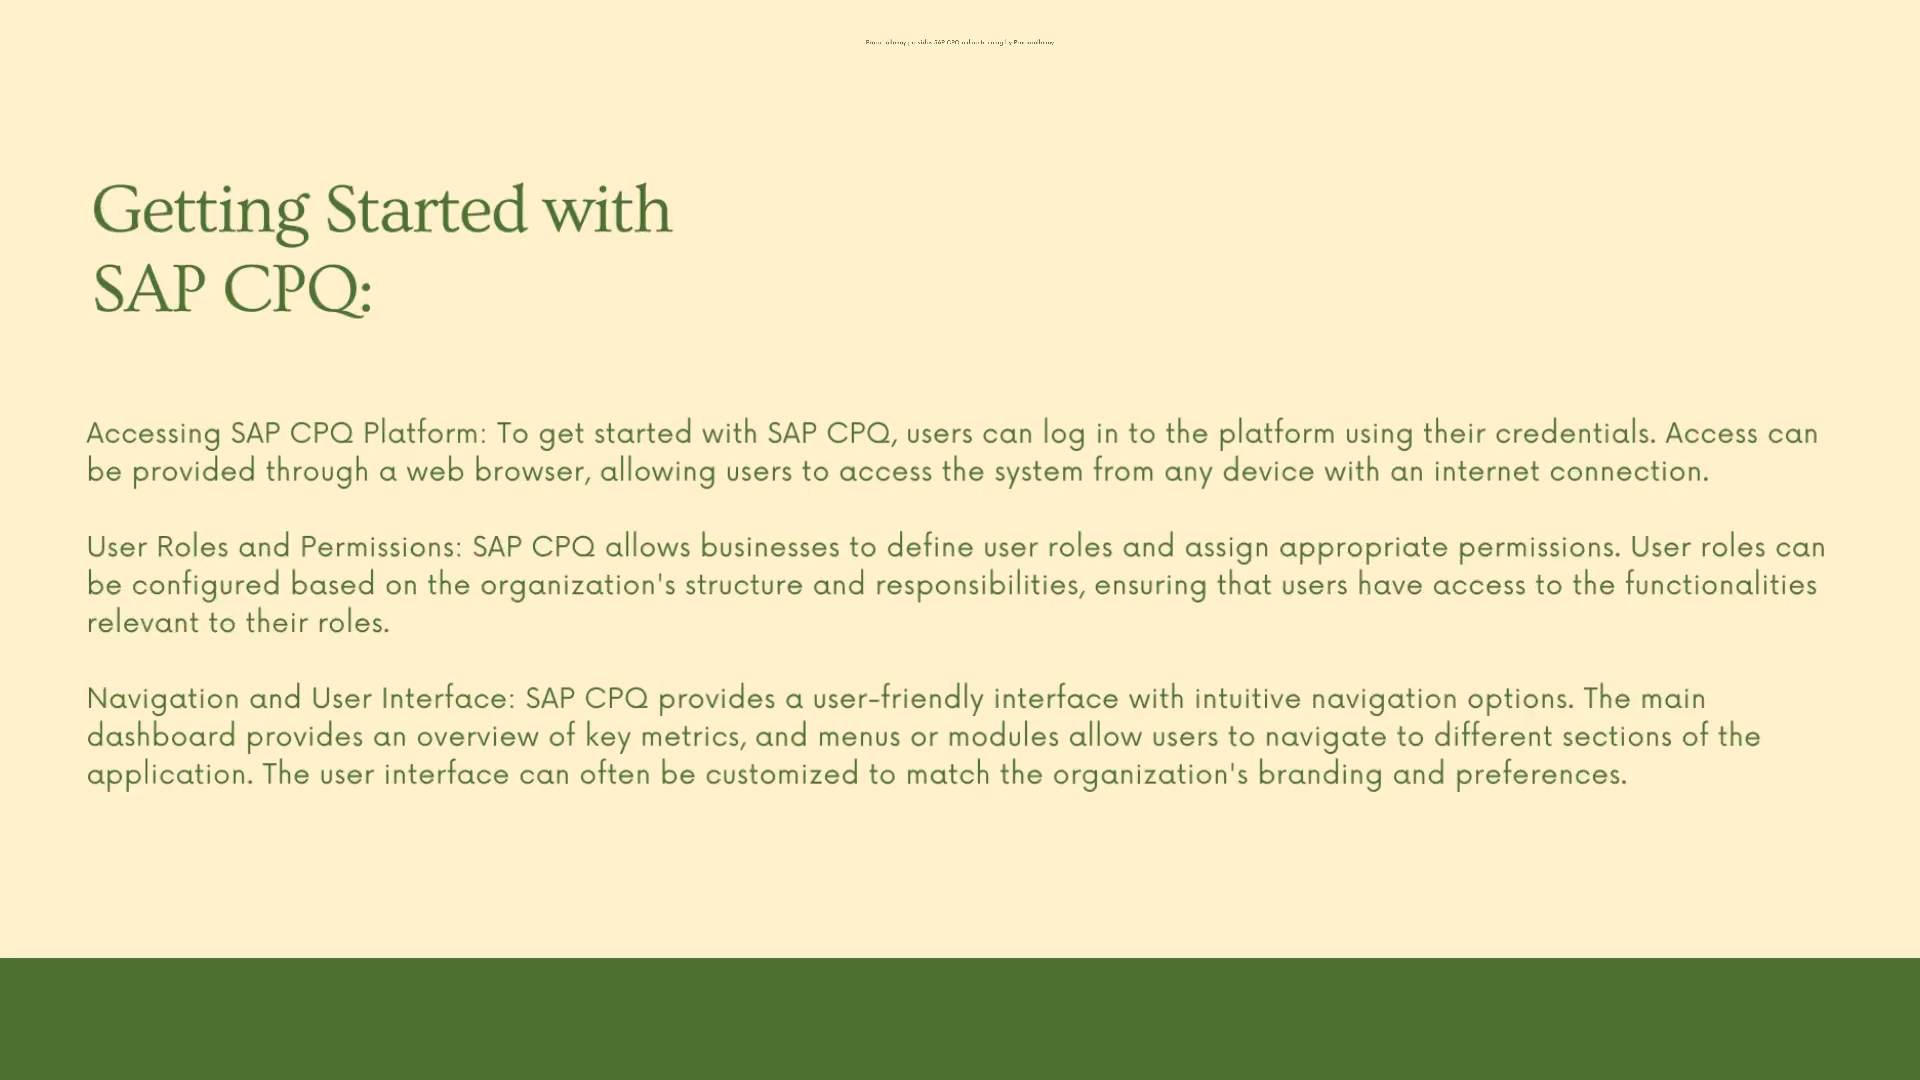 provides SAP CPQ online training by
Getting Started with
SAP CPQ:
Accessing SAP CPQ Platform: To get started with SAP CPQ, users can log in to the platform using their credentials. Access can
be provided through a web browser, allowing users to access the system from any device with an internet connection.
User Roles and Permissions: SAP CPQ allows businesses to define user roles and assign appropriate permissions. User roles can
be configured based on the organization's structure and responsibilities, ensuring that users have access to the functionalities
relevant to their roles.
Navigation and User Interface: SAP CPQ provides a user-friendly interface with intuitive navigation options. The main
dashboard provides an overview of key metrics, and menus or modules allow users to navigate to different sections of the
application. The user interface can often be customized to match the organization's branding and preferences.